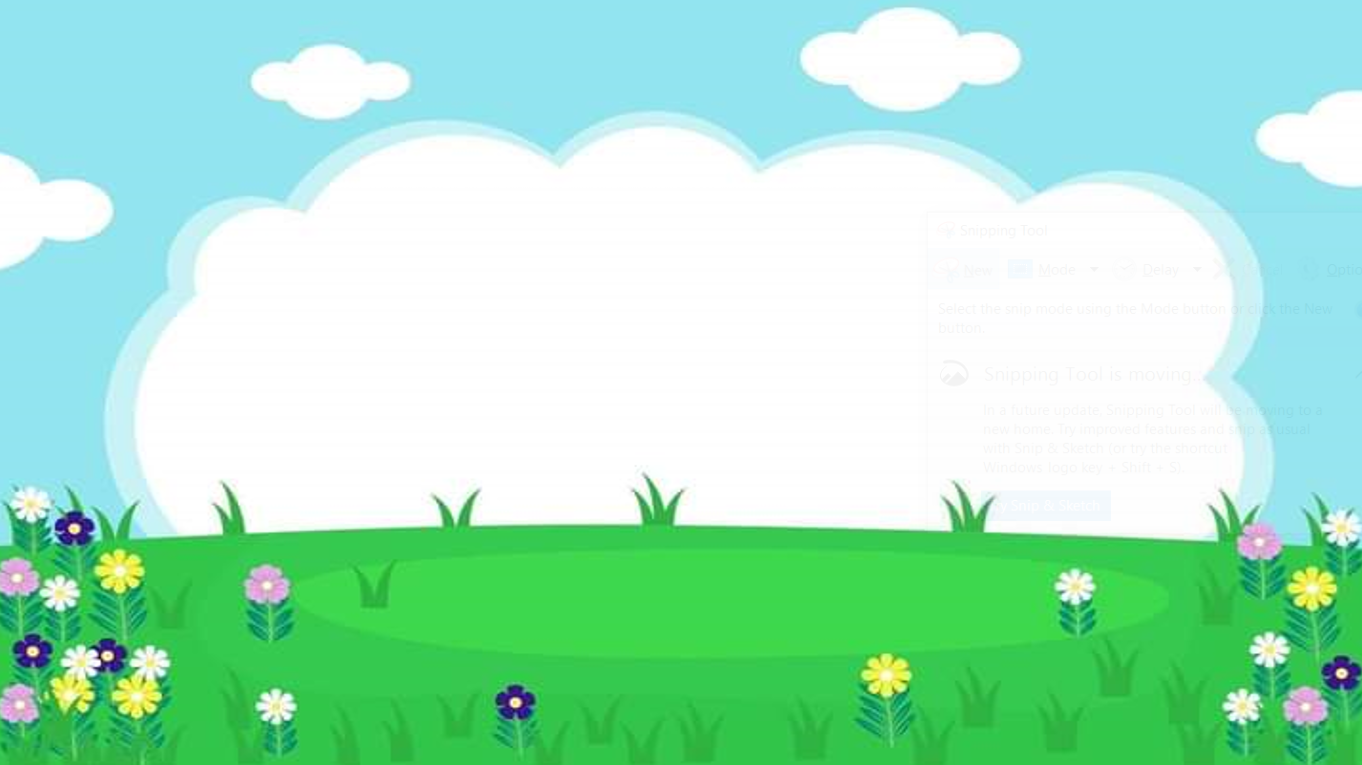 Snipping Tool
New Mode Delay
Select the snip mode using the Mode button or click the New
button.
Snipping Tool is moving...
In a future update, Snipping Tool will be moving to a
new home. Try improved features and snip as usual
with Snip & Sketch (or try the shortcut
Windows logo key + Shift + S).
Snip & Sketch